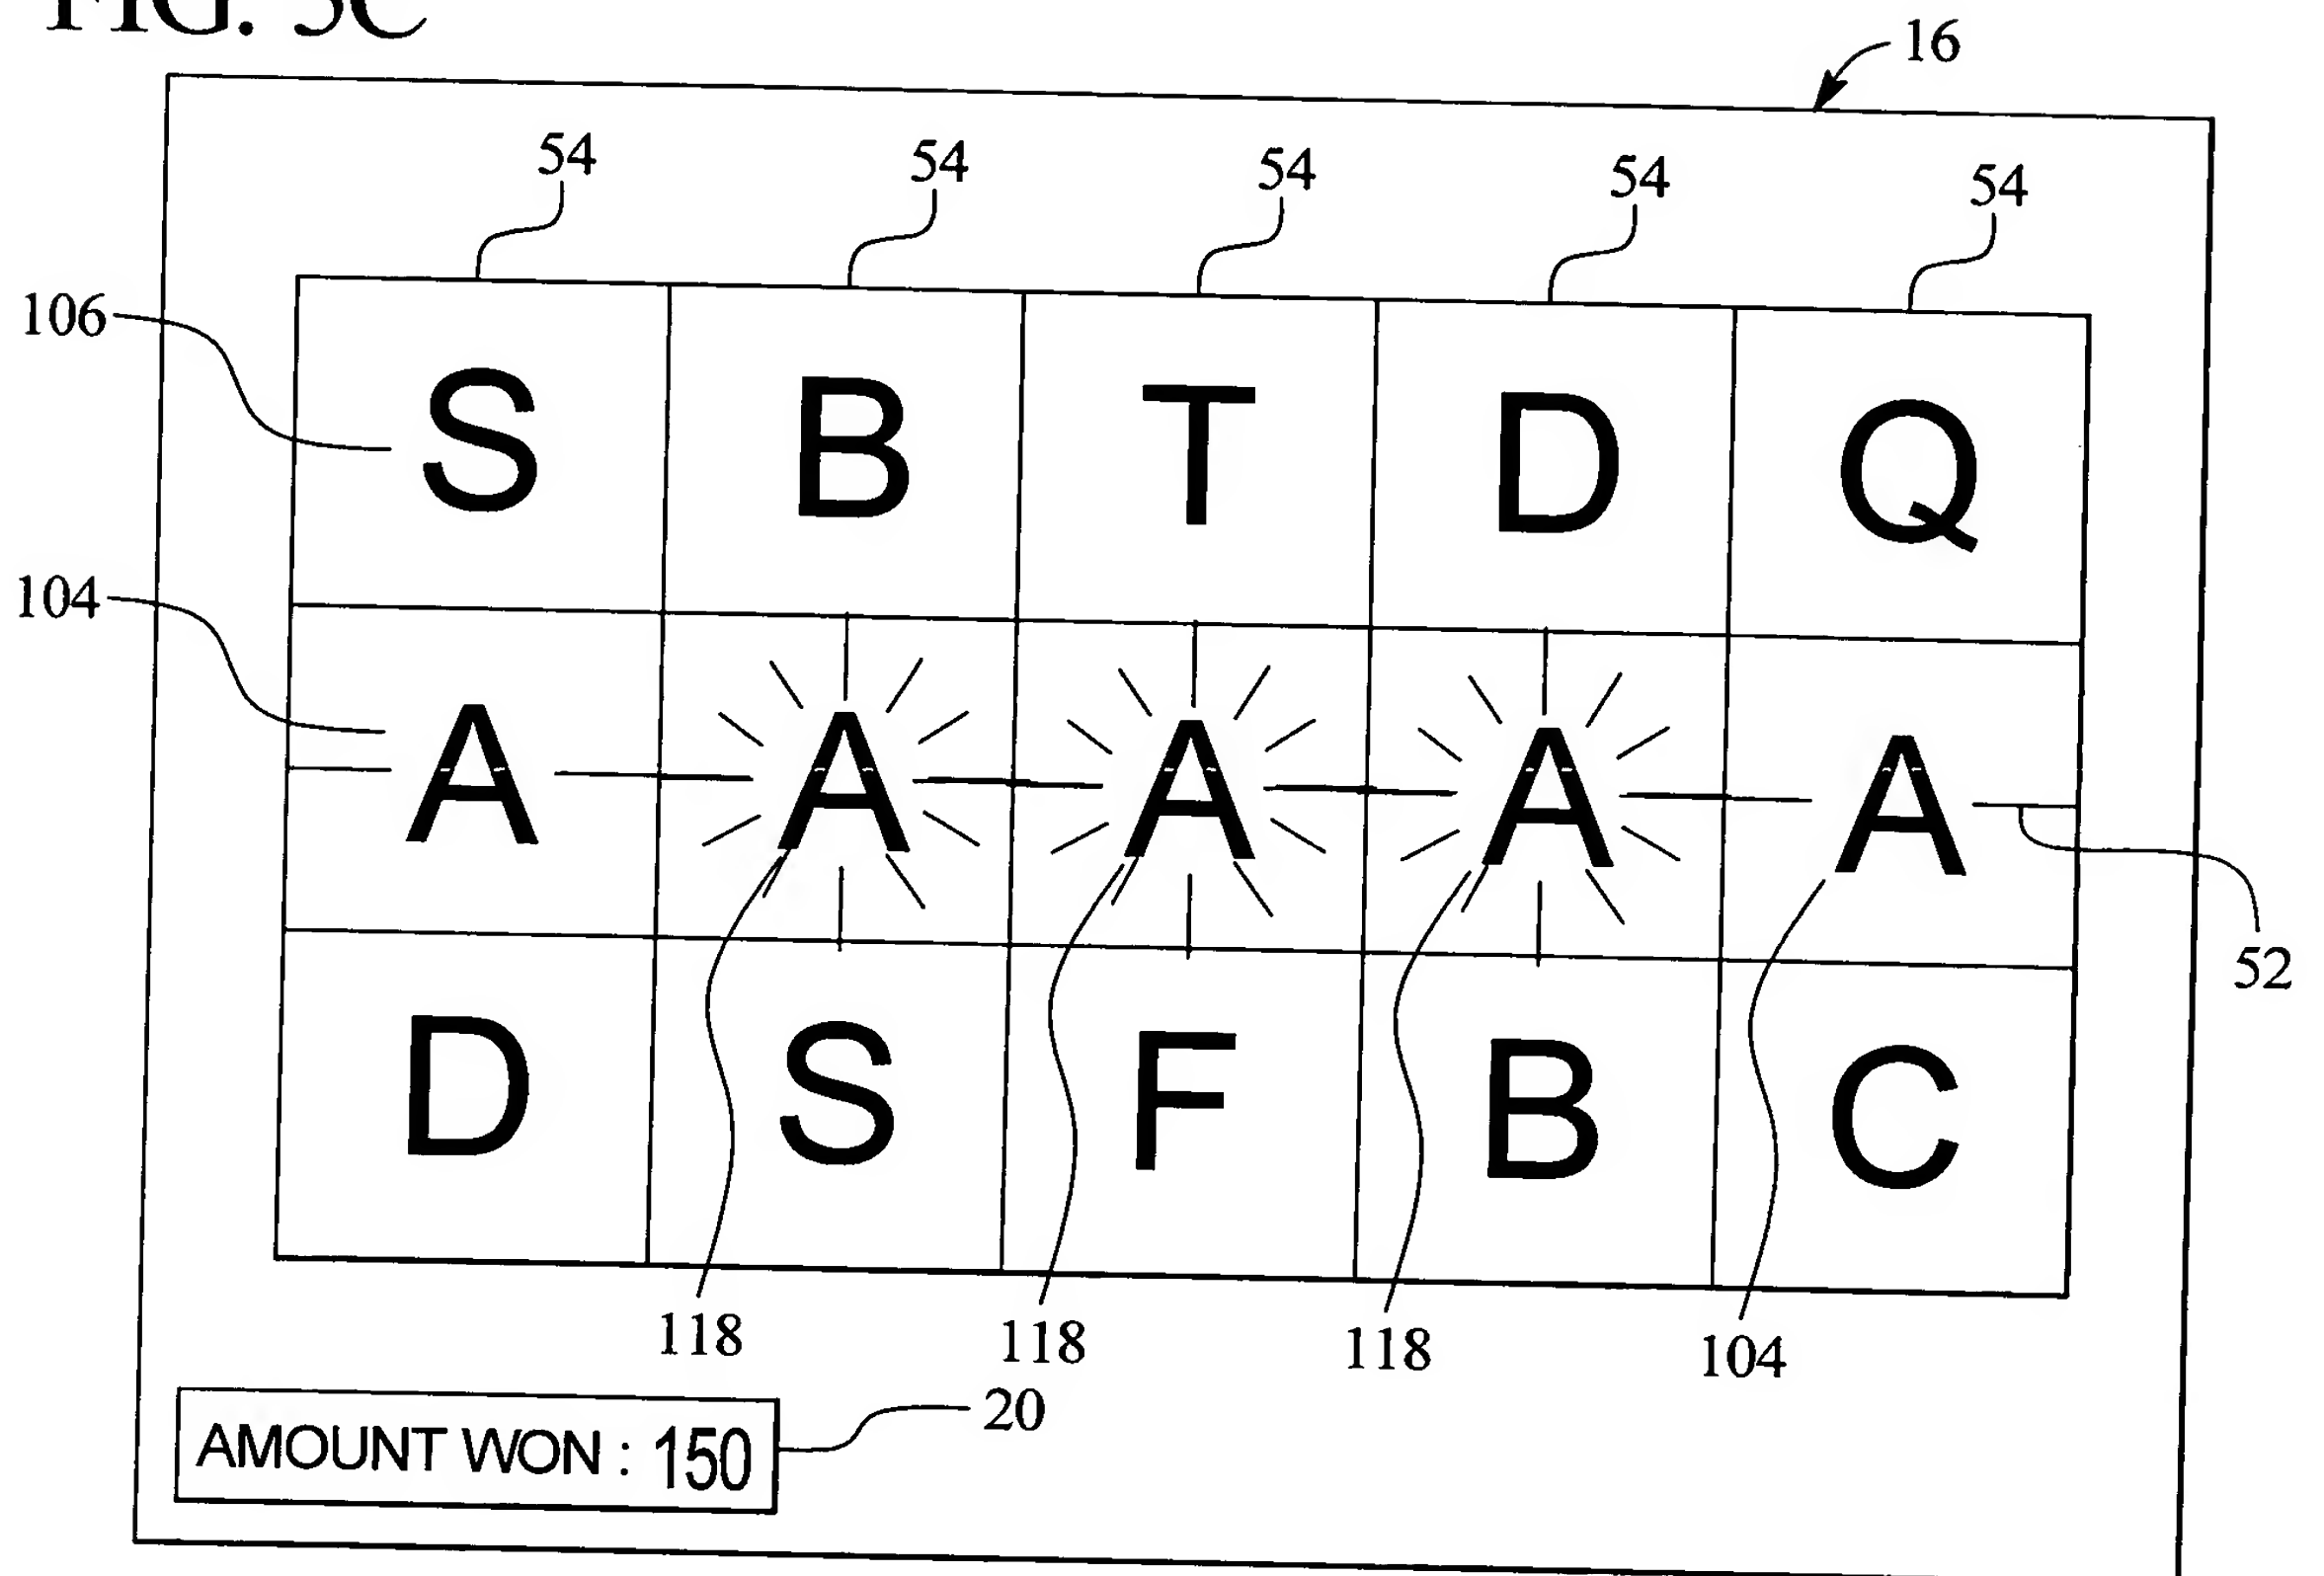 FIG. 5C
16
54 54 54 54 54
106
S B T D Q
104
A A A A A
52
D S F B C
118 118 118 104
20
AMOUNT WON : 150